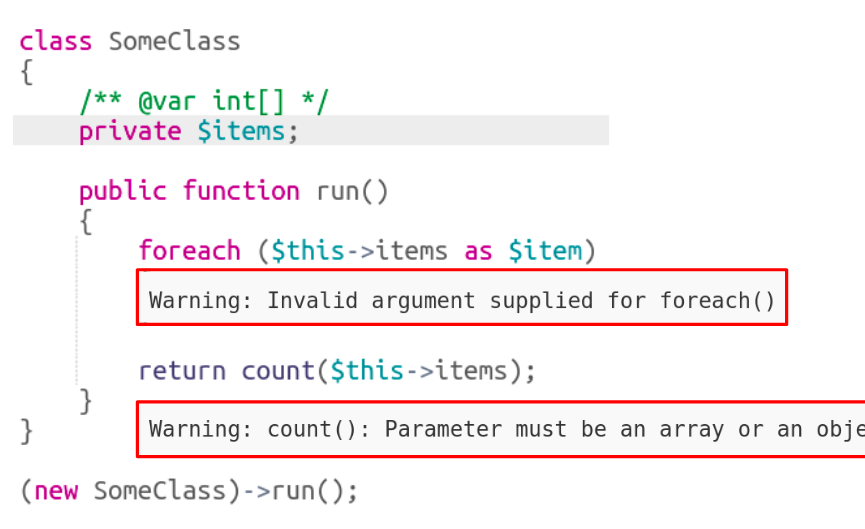 class SomeClass
{
/** @var int[] */
private $items;
public function run()
{
foreach ($this->items as $item)
Warning: Invalid argument supplied for foreach()
return count($this->items);
}
Warning: count(): Parameter must be an array or an obje
}
(new SomeClass)->run();